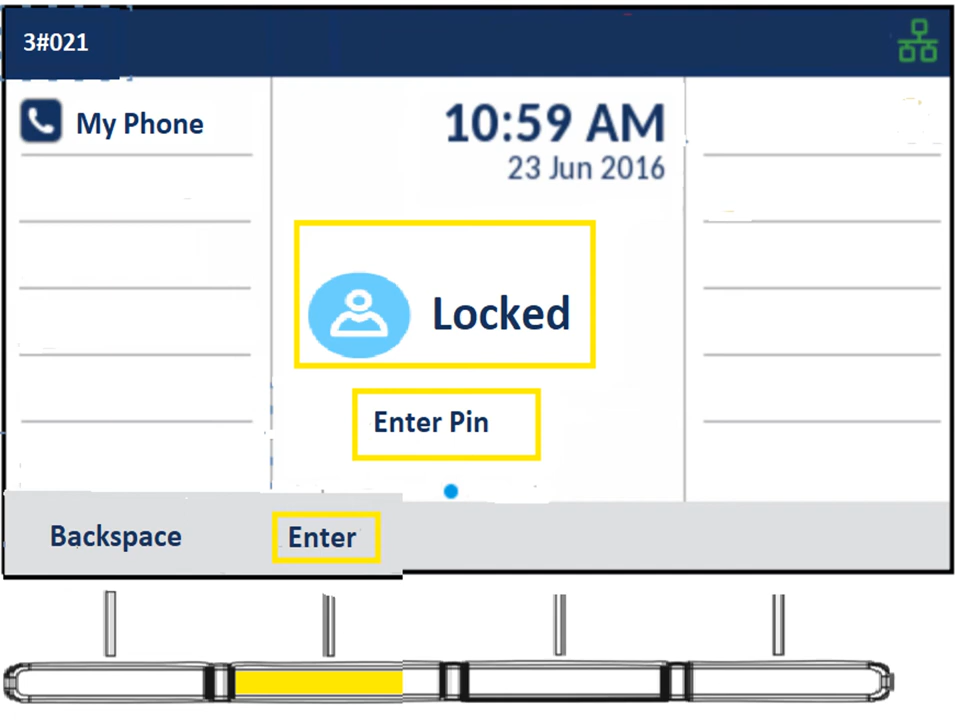 3#021
My Phone
10:59 AM
23 Jun 2016
Locked
Enter Pin
Backspace
Enter